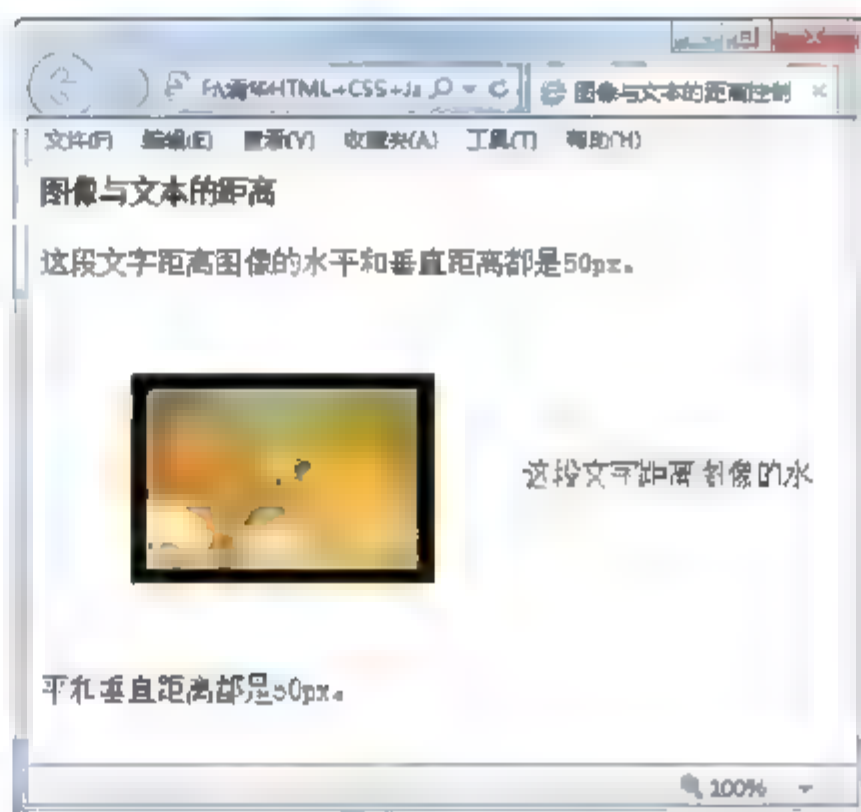 HTML+CSS+Ja
图像与文本的距离控制
文件(F) 编辑(E) 查看(V) 收藏夹(A) 工具(T) 帮助(H)
图像与文本的距离
这段文字距离图像的水平和垂直距离都是50px。
这段文字距离图像的水
平和垂直距离都是50px。
100%